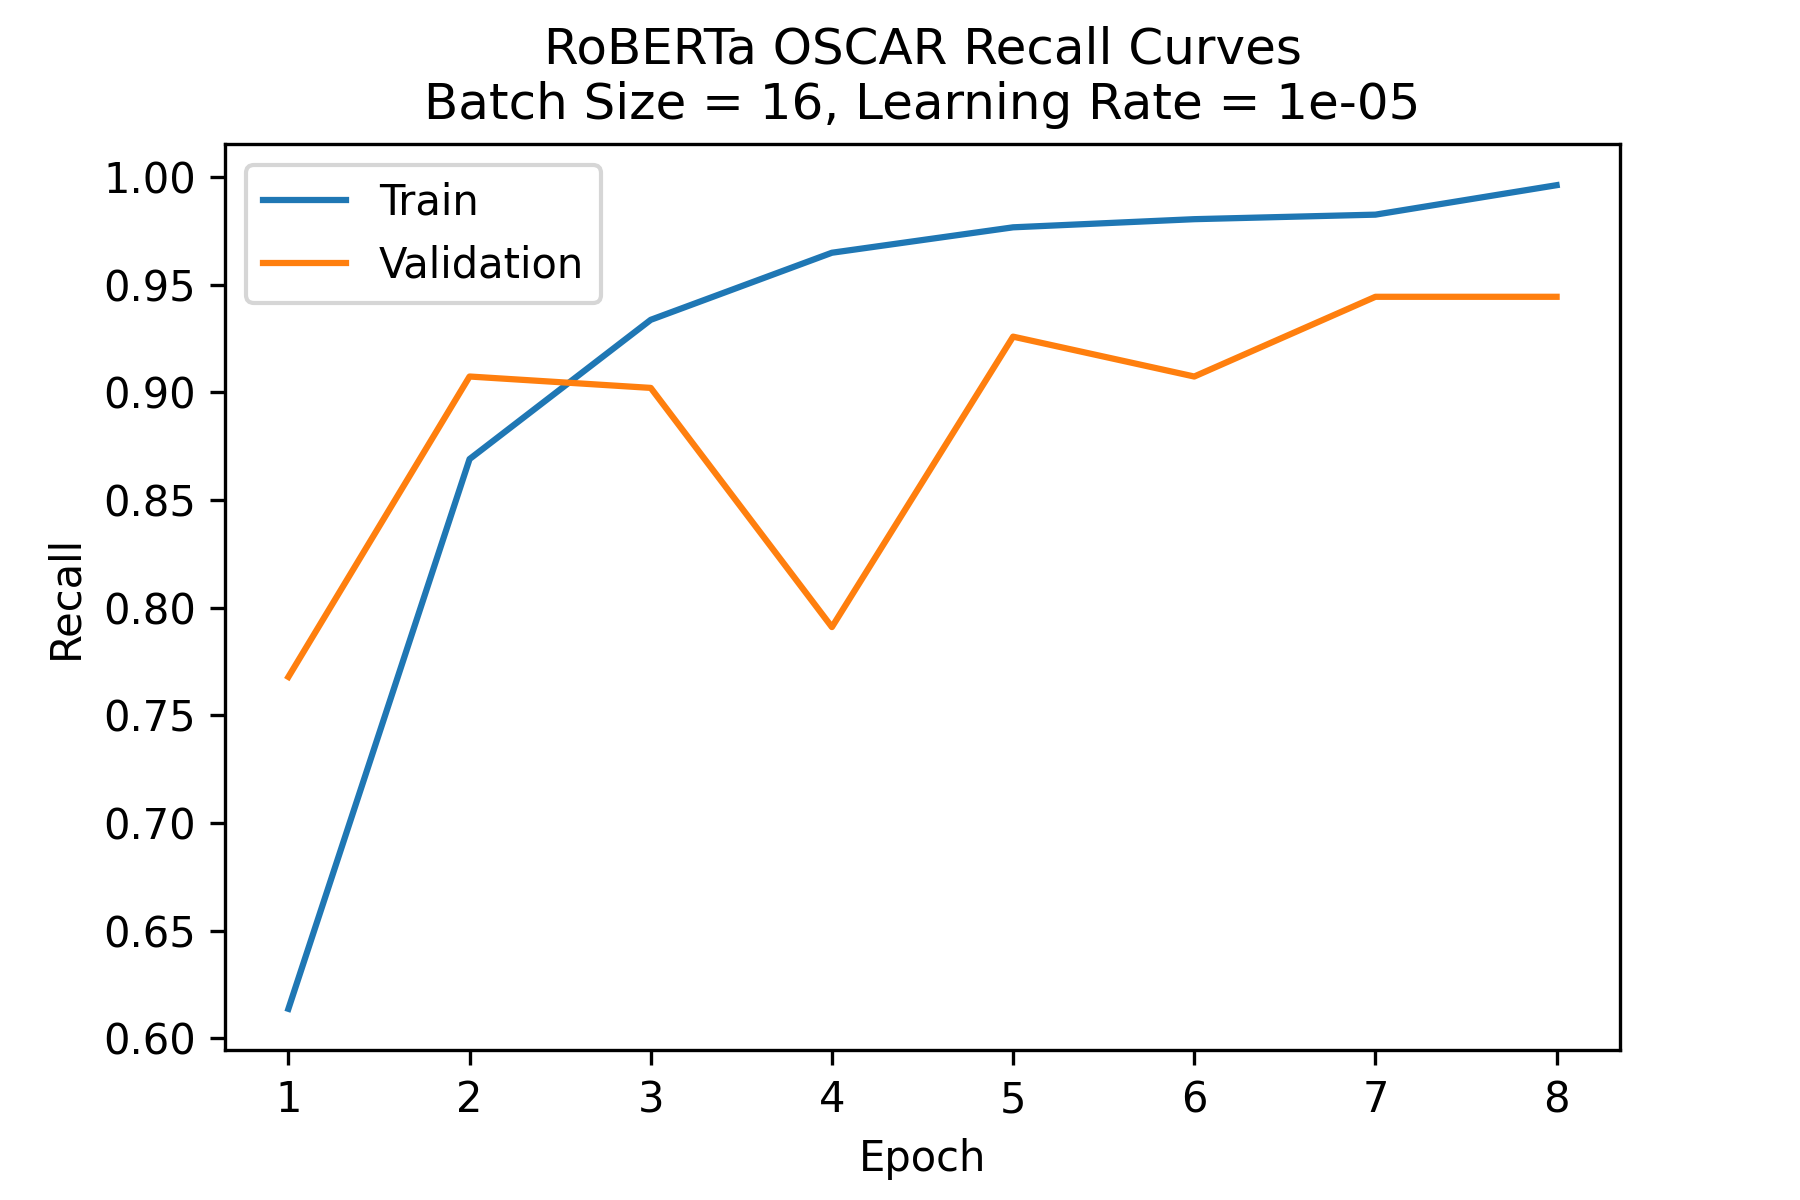 RoBERTa OSCAR Recall Curves
Batch Size = 16, Learning Rate = 1e-05
Train
Validation
1.00
0.95
0.90
0.85
0.80
0.75
0.70
0.65
0.60
Recall
1 2 3 4 5 6 7 8
Epoch